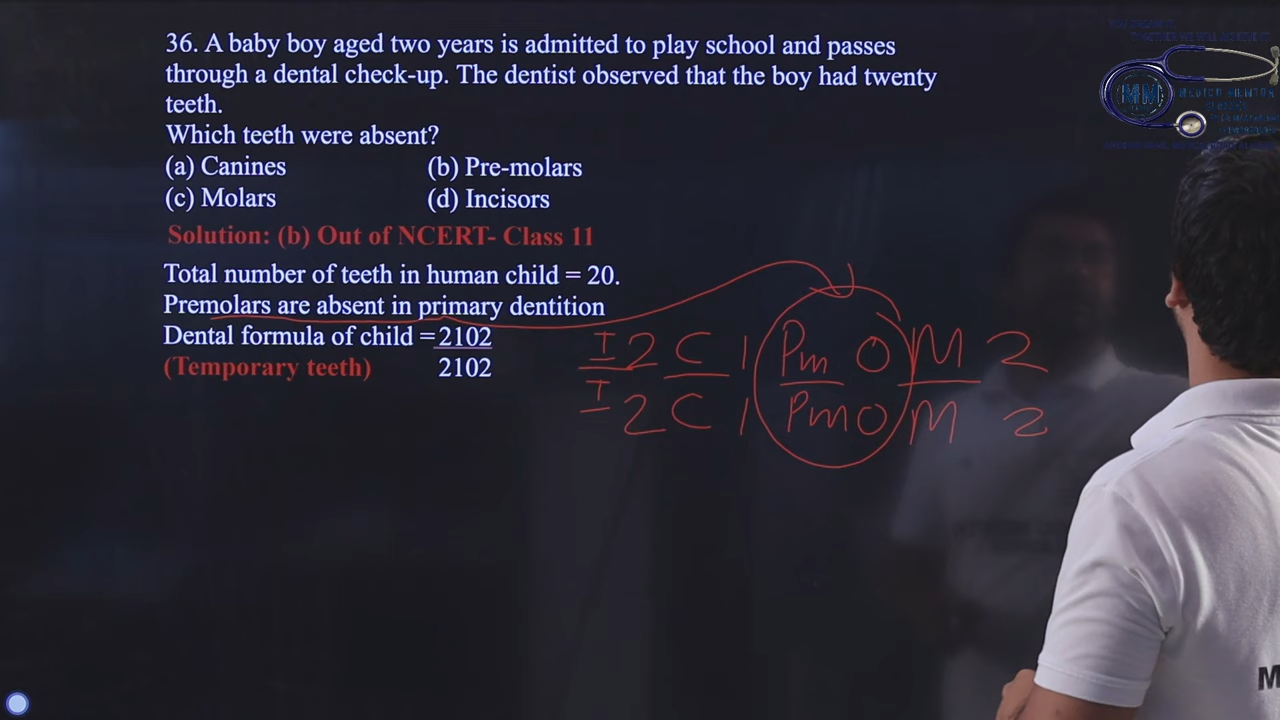 36. A baby boy aged two years is admitted to play school and passes
through a dental check-up. The dentist observed that the boy had twenty
teeth.
Which teeth were absent?
(a) Canines (b) Pre-molars
(c) Molars (d) Incisors
Solution: (b) Out of NCERT- Class 11
Total number of teeth in human child = 20.
Premolars are absent in primary dentition
Dental formula of child = 2102
(Temporary teeth) 2102
I 2 C 1 Pm 0 M 2
I 2 C 1 Pm 0 M 2
MM
M